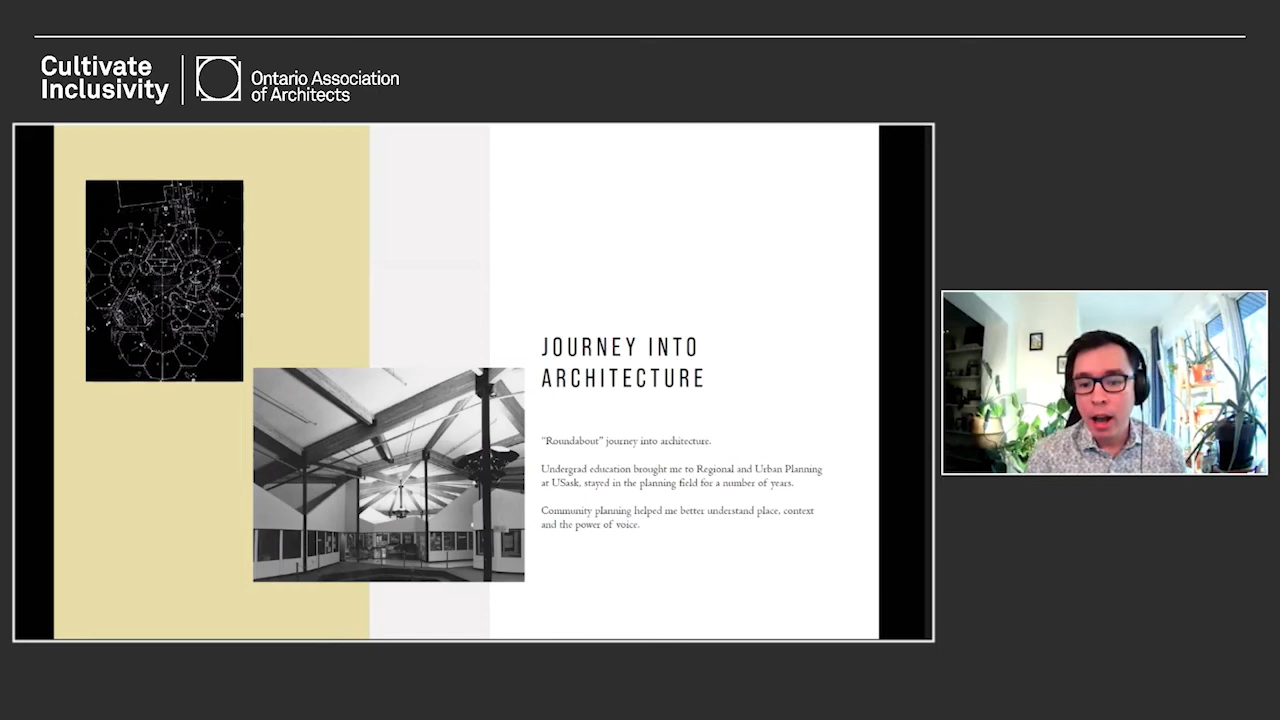 Cultivate
Inclusivity
Ontario Association
of Architects
JOURNEY INTO
ARCHITECTURE
"Roundabout" journey into architecture.
Undergrad education brought me to Regional and Urban Planning
at USask, stayed in the planning field for a number of years.
Community planning helped me better understand place, context
and the power of voice.